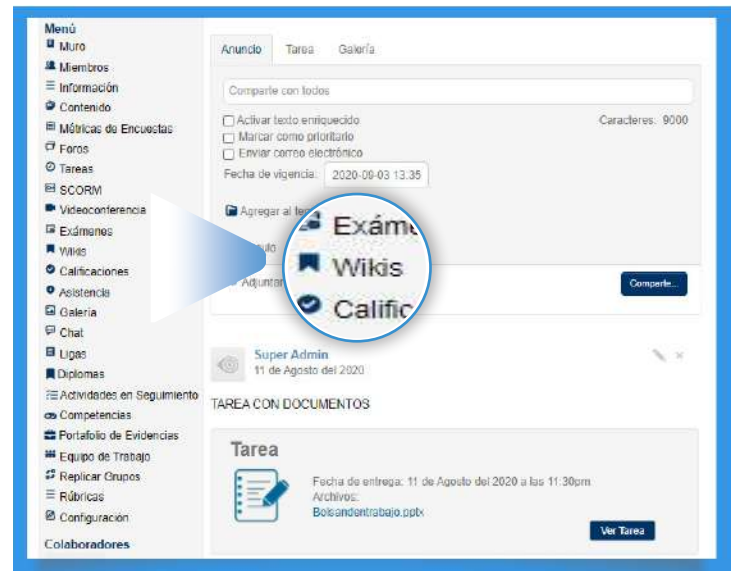 Menú
Muro
Miembros
Información
Contenido
Métricas de Encuestas
Foros
Tareas
SCORM
Videoconferencia
Exámenes
Wikis
Calificaciones
Asistencia
Galería
Chat
Ligas
Diplomas
Actividades en Seguimiento
Competencias
Portafolio de Evidencias
Equipo de Trabajo
Replicar Grupos
Rúbricas
Configuración
Colaboradores
Anuncio Tarea Galería
Comparte con todos
Activar texto enriquecido Caracteres: 9000
Marcar como prioritario
Enviar correo electrónico
Fecha de vigencia: 2020-09-03 13:35
Agregar al
Exám
Wikis
Calific
Adjuntar
Comparte...
Super Admin
11 de Agosto del 2020
TAREA CON DOCUMENTOS
Tarea
Fecha de entrega: 11 de Agosto del 2020 a las 11:30pm
Archivos:
Bolsandentrabajo.pptx
Ver Tarea